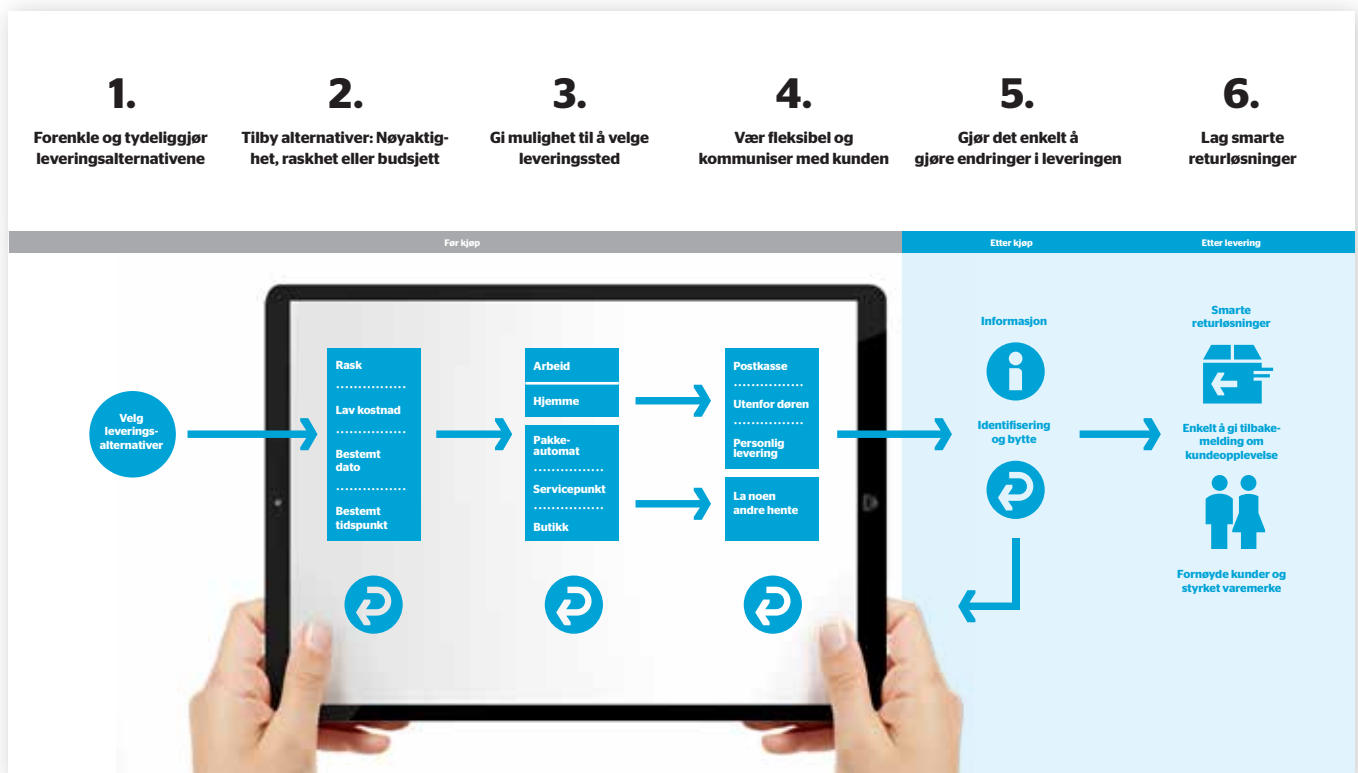 1.
Forenkle og tydeliggjør
leveringsalternativene
2.
Tilby alternativer: Nøyaktig-
het, raskhet eller budsjett
3.
Gi mulighet til å velge
leveringssted
4.
Vær fleksibel og
kommuniser med kunden
5.
Gjør det enkelt å
gjøre endringer i leveringen
6.
Lag smarte
returløsninger
Før kjøp
Etter kjøp
Etter levering
Velg
leverings-
alternativer
Rask
Lav kostnad
Bestemt
dato
Bestemt
tidspunkt
Arbeid
Hjemme
Pakke-
automat
Servicepunkt
Butikk
Postkasse
Utenfor døren
Personlig
levering
La noen
andre hente
Informasjon
Identifisering
og bytte
Smarte
returløsninger
Enkelt å gi tilbake-
melding om
kundeopplevelse
Fornøyde kunder og
styrket varemerke